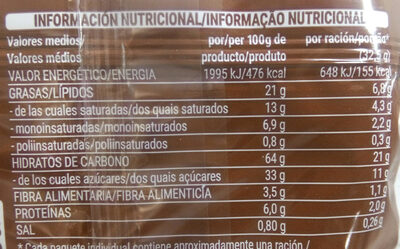 INFORMACIÓN NUTRICIONAL/INFORMAÇÃO NUTRICIONAL
Valores medios/ por/per 100g de por ración/porção*
Valores médios producto/produto (32,5 g)
VALOR ENERGÉTICO/ENERGIA 1995 kJ/476 kcal 648 kJ/155 kcal
GRASAS/LÍPIDOS 21 g 6,8 g
- de las cuales saturadas/dos quais saturados 13 g 4,3 g
- monoinsaturadas/monoinsaturados 6,9 g 2,2 g
- poliinsaturadas/poliinsaturados 0,8 g 0,3 g
HIDRATOS DE CARBONO 64 g 21 g
- de los cuales azúcares/dos quais açúcares 33 g 11 g
FIBRA ALIMENTARIA/FIBRA ALIMENTICIA 3,5 g 1,1 g
PROTEÍNAS 6,0 g 2,0 g
SAL 0,80 g 0,26 g
* Cada paquete individual contiene aproximadamente una ración /